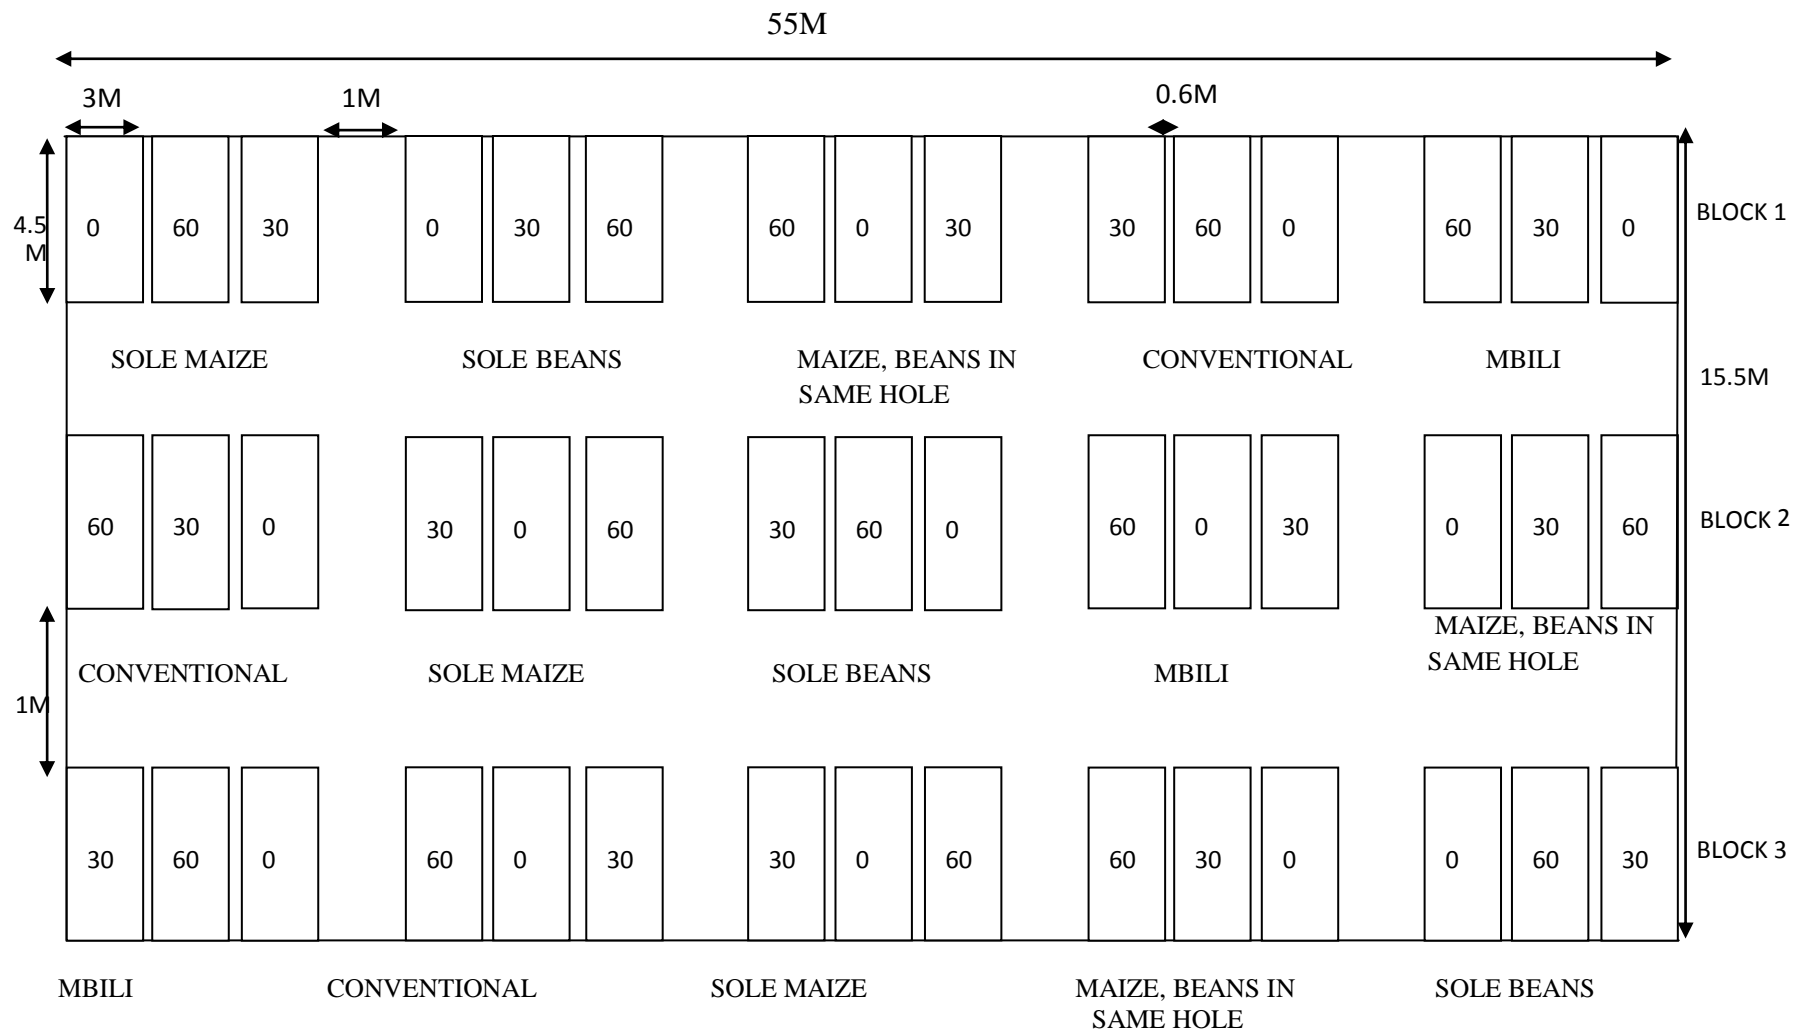 55M
3M 1M 0.6M
4.5
M
0 60 30 0 30 60 60 0 30 30 60 0 60 30 0
BLOCK 1
SOLE MAIZE SOLE BEANS MAIZE, BEANS IN CONVENTIONAL MBILI
SAME HOLE
15.5M
60 30 0 30 0 60 30 60 0 60 0 30 0 30 60
BLOCK 2
MAIZE, BEANS IN
SAME HOLE
CONVENTIONAL SOLE MAIZE SOLE BEANS MBILI
1M
30 60 0 60 0 30 30 0 60 60 30 0 0 60 30
BLOCK 3
MBILI CONVENTIONAL SOLE MAIZE MAIZE, BEANS IN SOLE BEANS
SAME HOLE